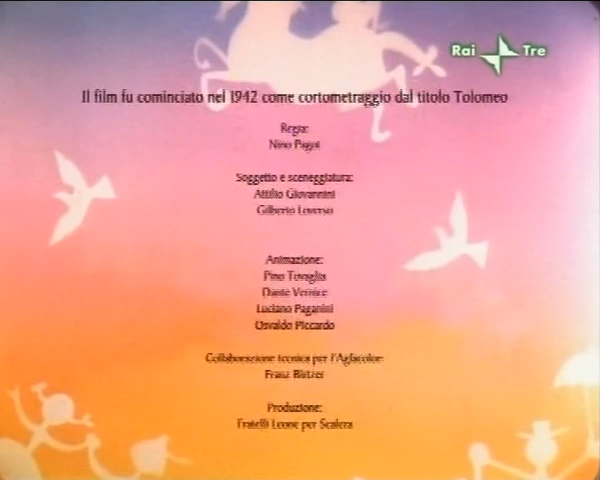 Rai Tre
Il film fu cominciato nel 1942 come cortometraggio dal titolo Tolomeo
Regia:
Nino Pagot
Soggetto e sceneggiatura:
Attilio Giovannini
Gilberto Loverso
Animazione:
Pino Tovaglia
Dante Vernice
Luciano Paganini
Osvaldo Piccardo
Collaborazione tecnica per l'Agfacolor:
Franz
Produzione:
Fratelli Leone per Scalera